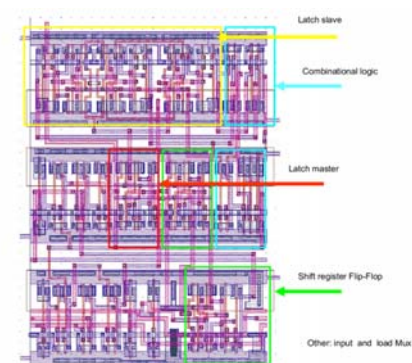 Latch slave
Combinational logic
Latch master
Shift register Flip-Flop
Other: input and load Mux